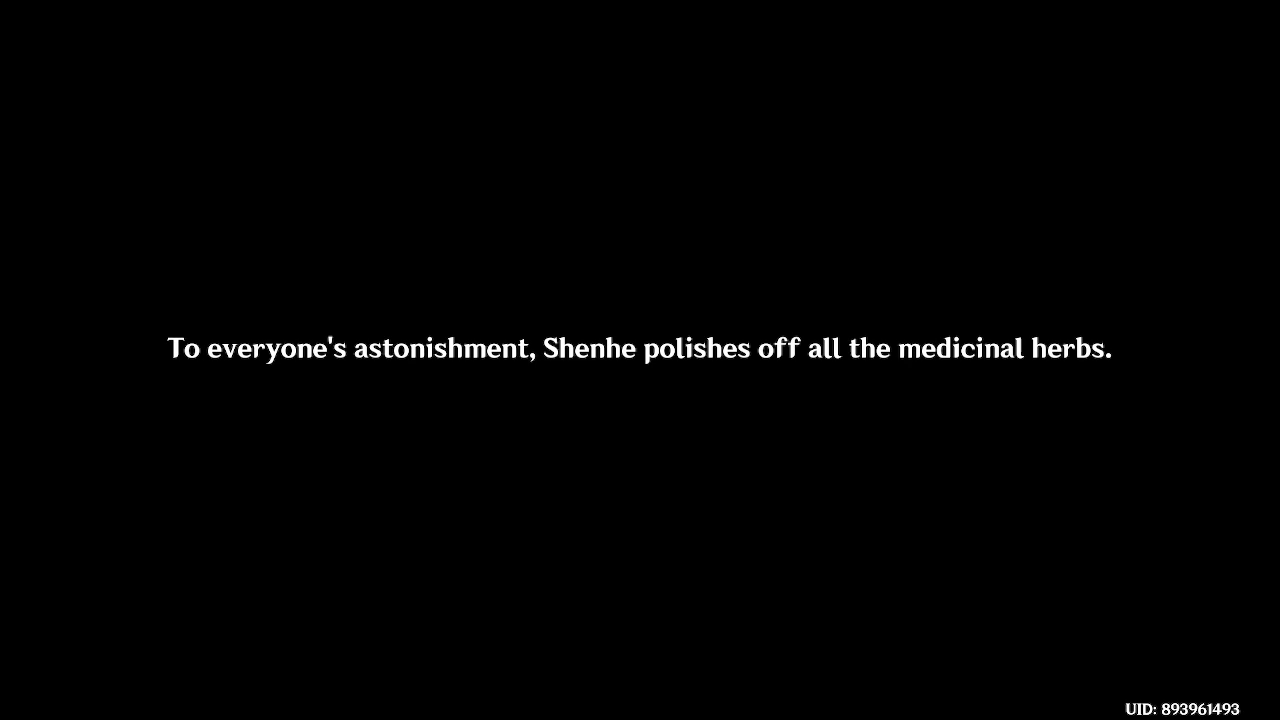 To everyone's astonishment, Shenhe polishes off all the medicinal herbs.
UID: 893961493